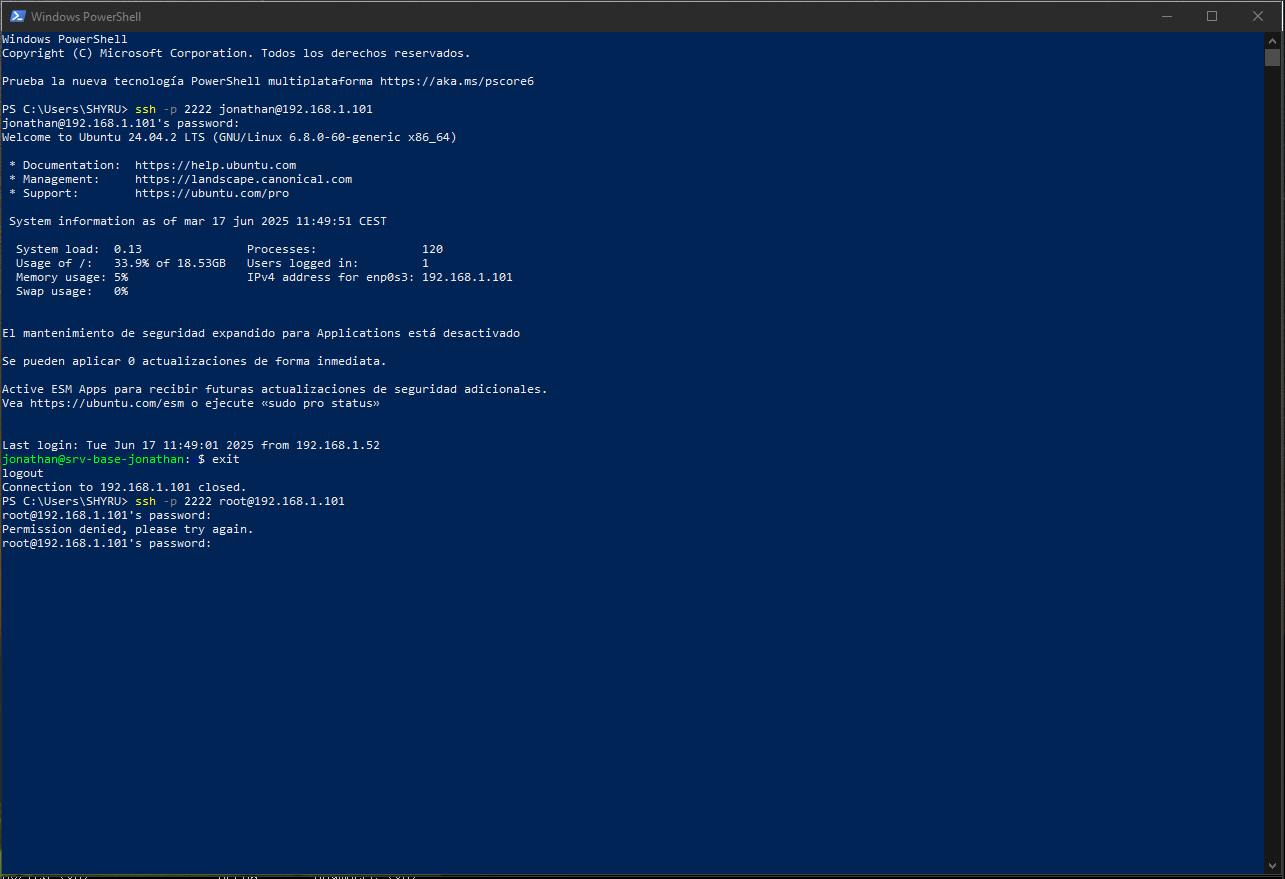 Windows PowerShell
Windows PowerShell
Copyright (C) Microsoft Corporation. Todos los derechos reservados.
Prueba la nueva tecnología PowerShell multiplataforma https://aka.ms/pscore6
PS C:\Users\SHYRU> ssh -p 2222 jonathan@192.168.1.101
jonathan@192.168.1.101's password:
Welcome to Ubuntu 24.04.2 LTS (GNU/Linux 6.8.0-60-generic x86_64)
* Documentation:  https://help.ubuntu.com
* Management:     https://landscape.canonical.com
* Support:        https://ubuntu.com/pro
System information as of mar 17 jun 2025 11:49:51 CEST
System load:  0.13               Processes:               120
Usage of /:   33.9% of 18.53GB   Users logged in:         1
Memory usage: 5%                 IPv4 address for enp0s3: 192.168.1.101
Swap usage:   0%
El mantenimiento de seguridad expandido para Applications está desactivado
Se pueden aplicar 0 actualizaciones de forma inmediata.
Active ESM Apps para recibir futuras actualizaciones de seguridad adicionales.
Vea https://ubuntu.com/esm o ejecute «sudo pro status»
Last login: Tue Jun 17 11:49:01 2025 from 192.168.1.52
jonathan@srv-base-jonathan: $ exit
logout
Connection to 192.168.1.101 closed.
PS C:\Users\SHYRU> ssh -p 2222 root@192.168.1.101
root@192.168.1.101's password:
Permission denied, please try again.
root@192.168.1.101's password: